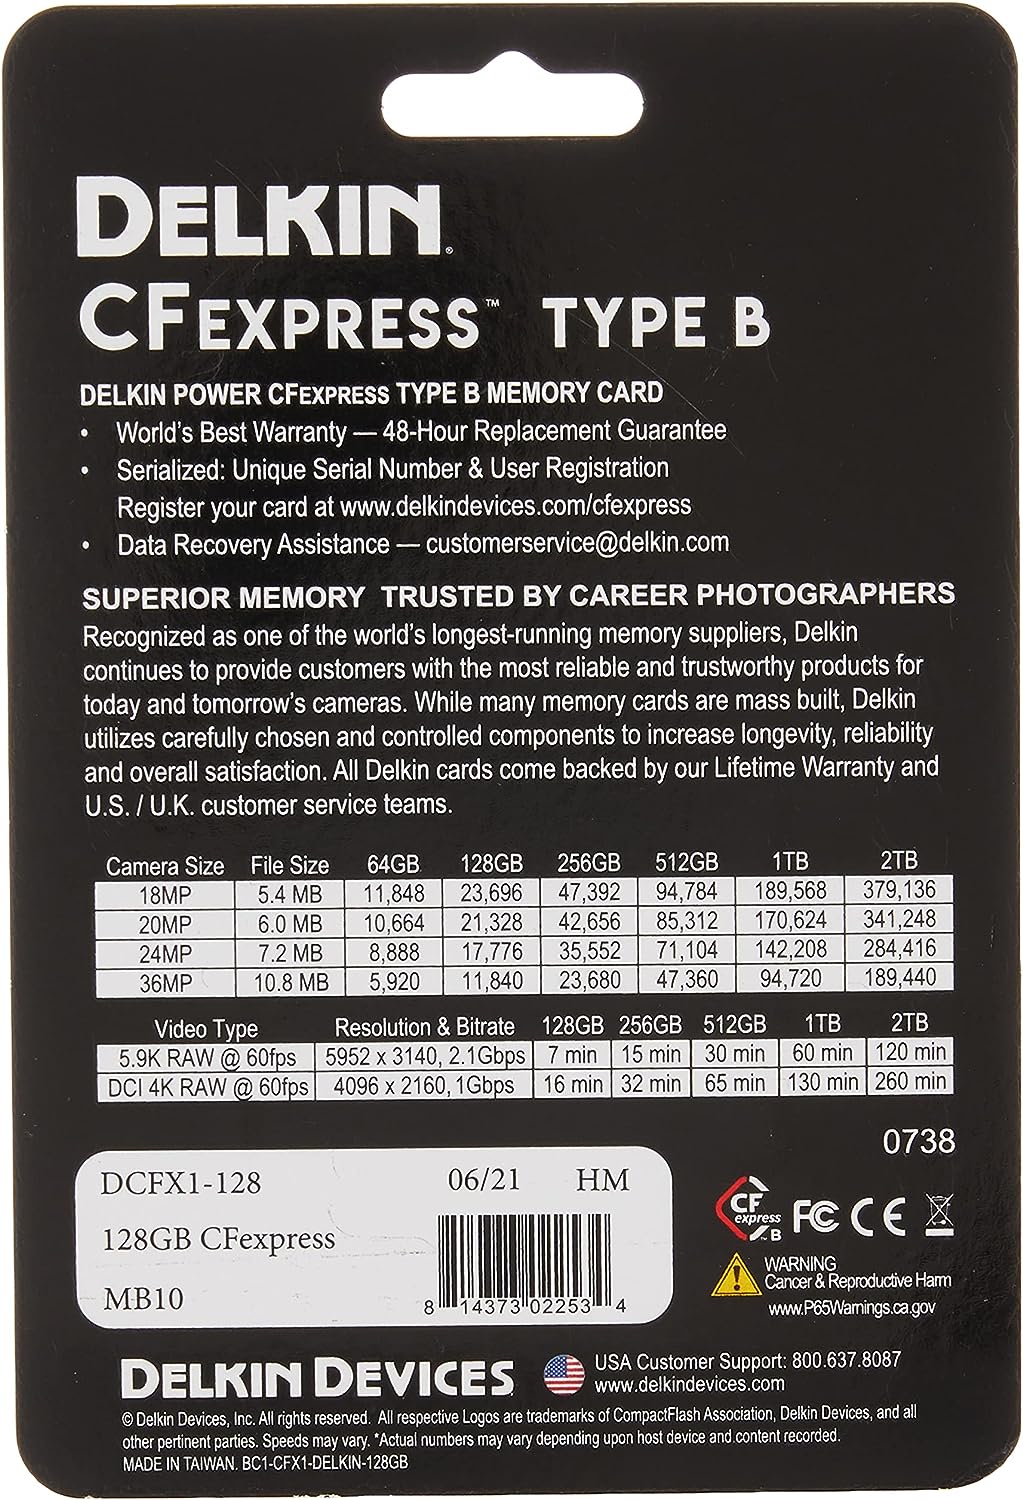 DELKIN®
CFEXPRESS™ TYPE B
DELKIN POWER CFEXPRESS TYPE B MEMORY CARD
• World's Best Warranty — 48-Hour Replacement Guarantee
• Serialized: Unique Serial Number & User Registration
Register your card at www.delkindevices.com/cfexpress
• Data Recovery Assistance — customerservice@delkin.com
SUPERIOR MEMORY TRUSTED BY CAREER PHOTOGRAPHERS
Recognized as one of the world's longest-running memory suppliers, Delkin
continues to provide customers with the most reliable and trustworthy products for
today and tomorrow's cameras. While many memory cards are mass built, Delkin
utilizes carefully chosen and controlled components to increase longevity, reliability
and overall satisfaction. All Delkin cards come backed by our Lifetime Warranty and
U.S. / U.K. customer service teams.
Camera Size File Size 64GB 128GB 256GB 512GB 1TB 2TB
18MP 5.4 MB 11,848 23,696 47,392 94,784 189,568 379,136
20MP 6.0 MB 10,664 21,328 42,656 85,312 170,624 341,248
24MP 7.2 MB 8,888 17,776 35,552 71,104 142,208 284,416
36MP 10.8 MB 5,920 11,840 23,680 47,360 94,720 189,440
Video Type Resolution & Bitrate 128GB 256GB 512GB 1TB 2TB
5.9K RAW @ 60fps 5952 x 3140, 2.1Gbps 7 min 15 min 30 min 60 min 120 min
DCI 4K RAW @ 60fps 4096 x 2160, 1Gbps 16 min 32 min 65 min 130 min 260 min
0738
DCFX1-128 06/21 HM
128GB CFexpress
MB10
8 14373 02253 4
CF
express
™ B
FC CE
WARNING
Cancer & Reproductive Harm
www.P65Warnings.ca.gov
DELKIN DEVICES
USA Customer Support: 800.637.8087
www.delkindevices.com
© Delkin Devices, Inc. All rights reserved. All respective Logos are trademarks of CompactFlash Association, Delkin Devices, and all
other pertinent parties. Speeds may vary. *Actual numbers may vary depending upon host device and content recorded.
MADE IN TAIWAN. BC1-CFX1-DELKIN-128GB